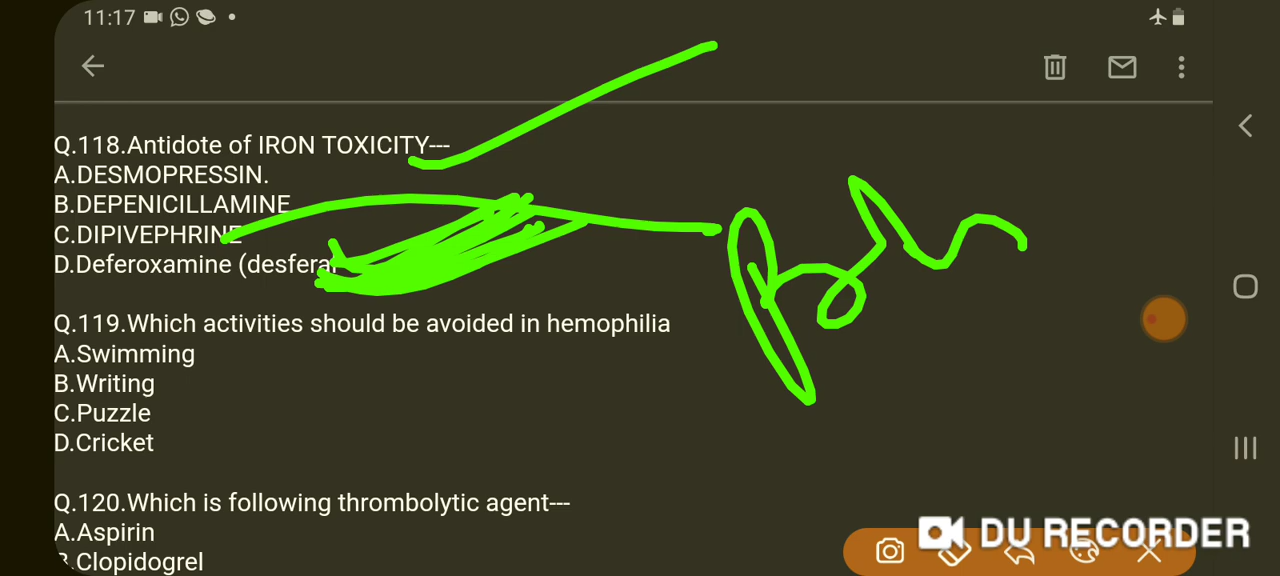 11:17
Q.118.Antidote of IRON TOXICITY---
A.DESMOPRESSIN.
B.DEPENICILLAMINE
C.DIPIVEPHRINE
D.Deferoxamine (desferal
Q.119.Which activities should be avoided in hemophilia
A.Swimming
B.Writing
C.Puzzle
D.Cricket
Q.120.Which is following thrombolytic agent---
A.Aspirin
B.Clopidogrel
DU RECORDER